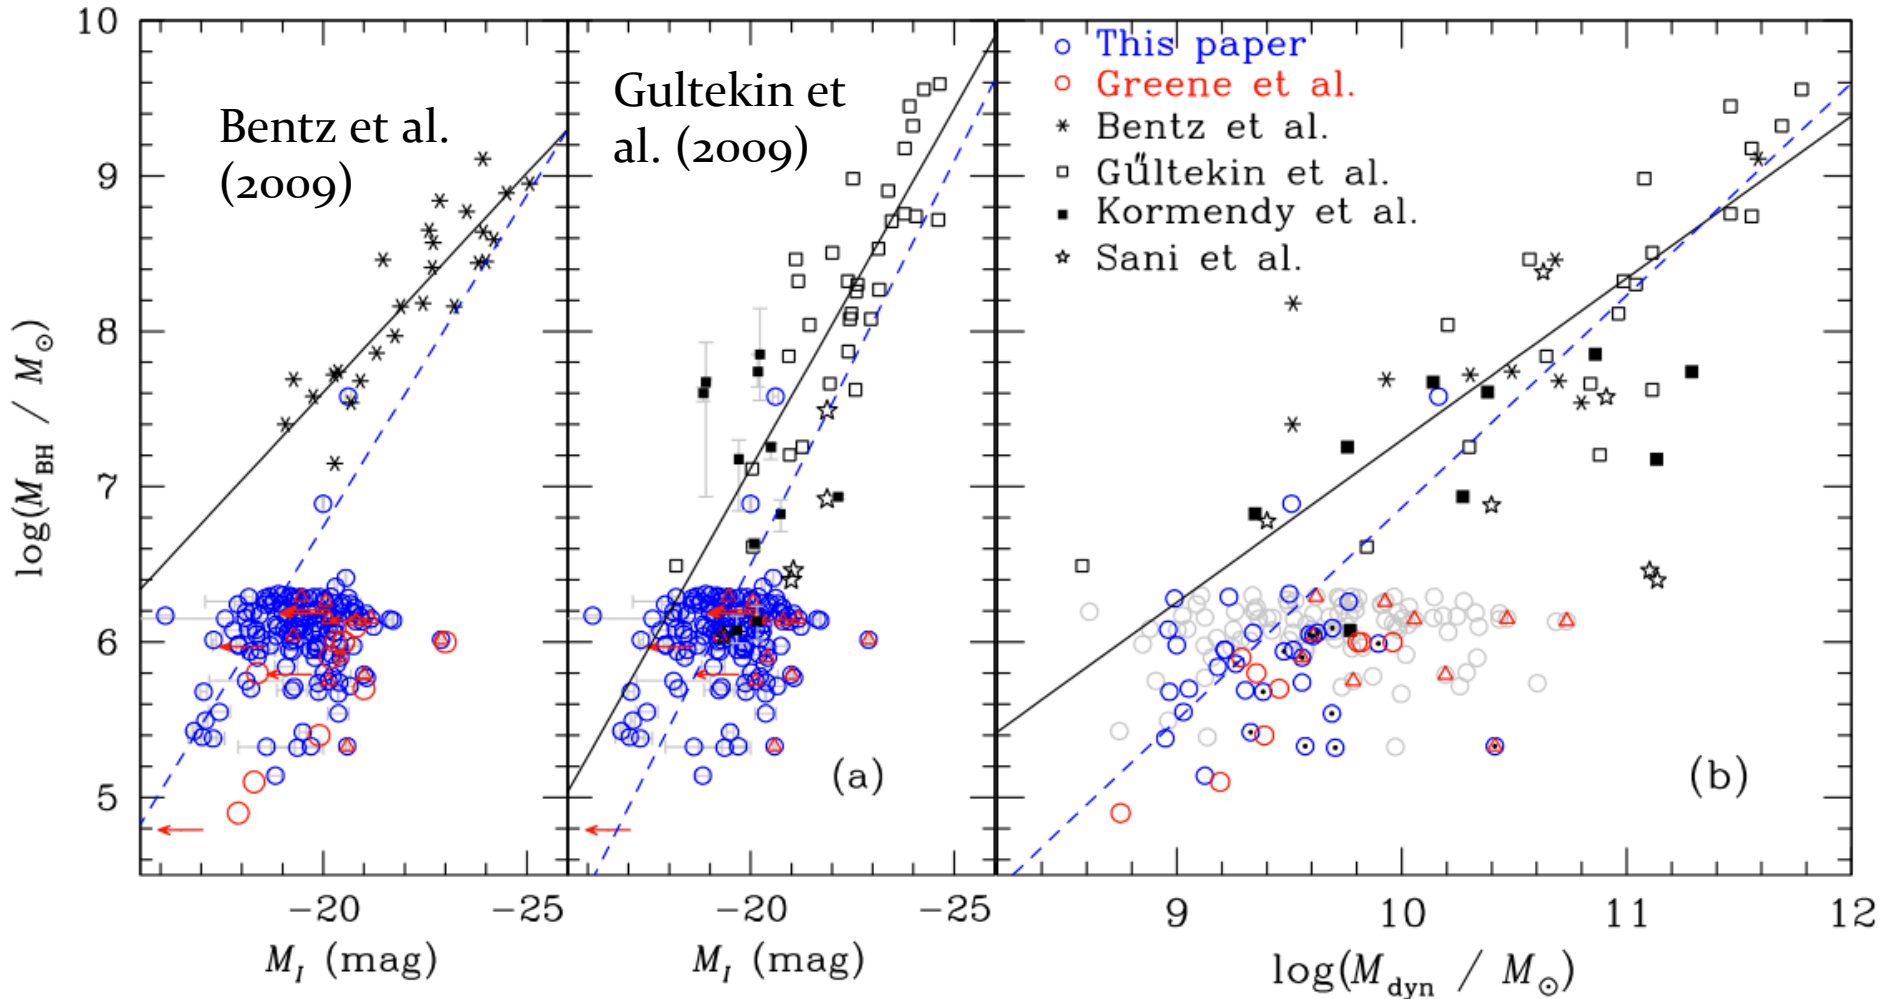 10
9
8
7
6
5
log(M_BH / M_⊙)
Bentz et al.
(2009)
-20
-25
M_I (mag)
Gultekin et
al. (2009)
(a)
-20
-25
M_I (mag)
This paper
Greene et al.
Bentz et al.
Gültekin et al.
Kormendy et al.
Sani et al.
(b)
9
10
11
12
log(M_dyn / M_⊙)